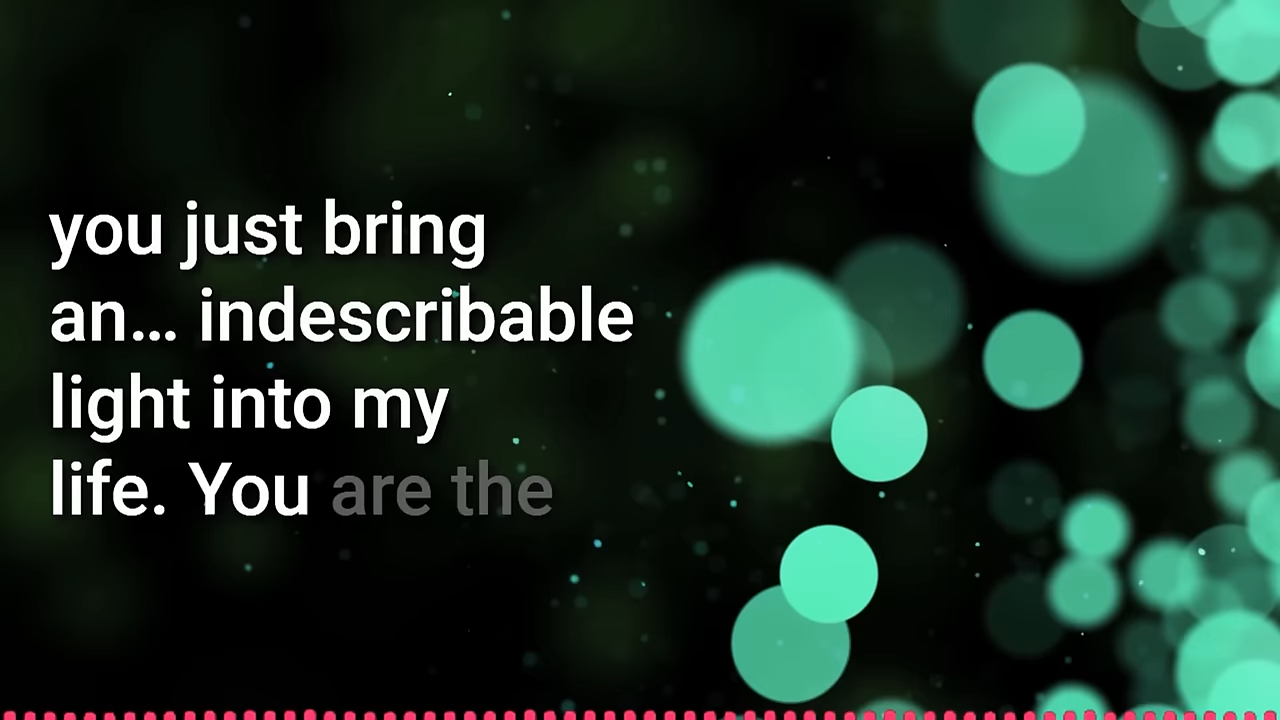 you just bring
an... indescribable
light into my
life. You are the